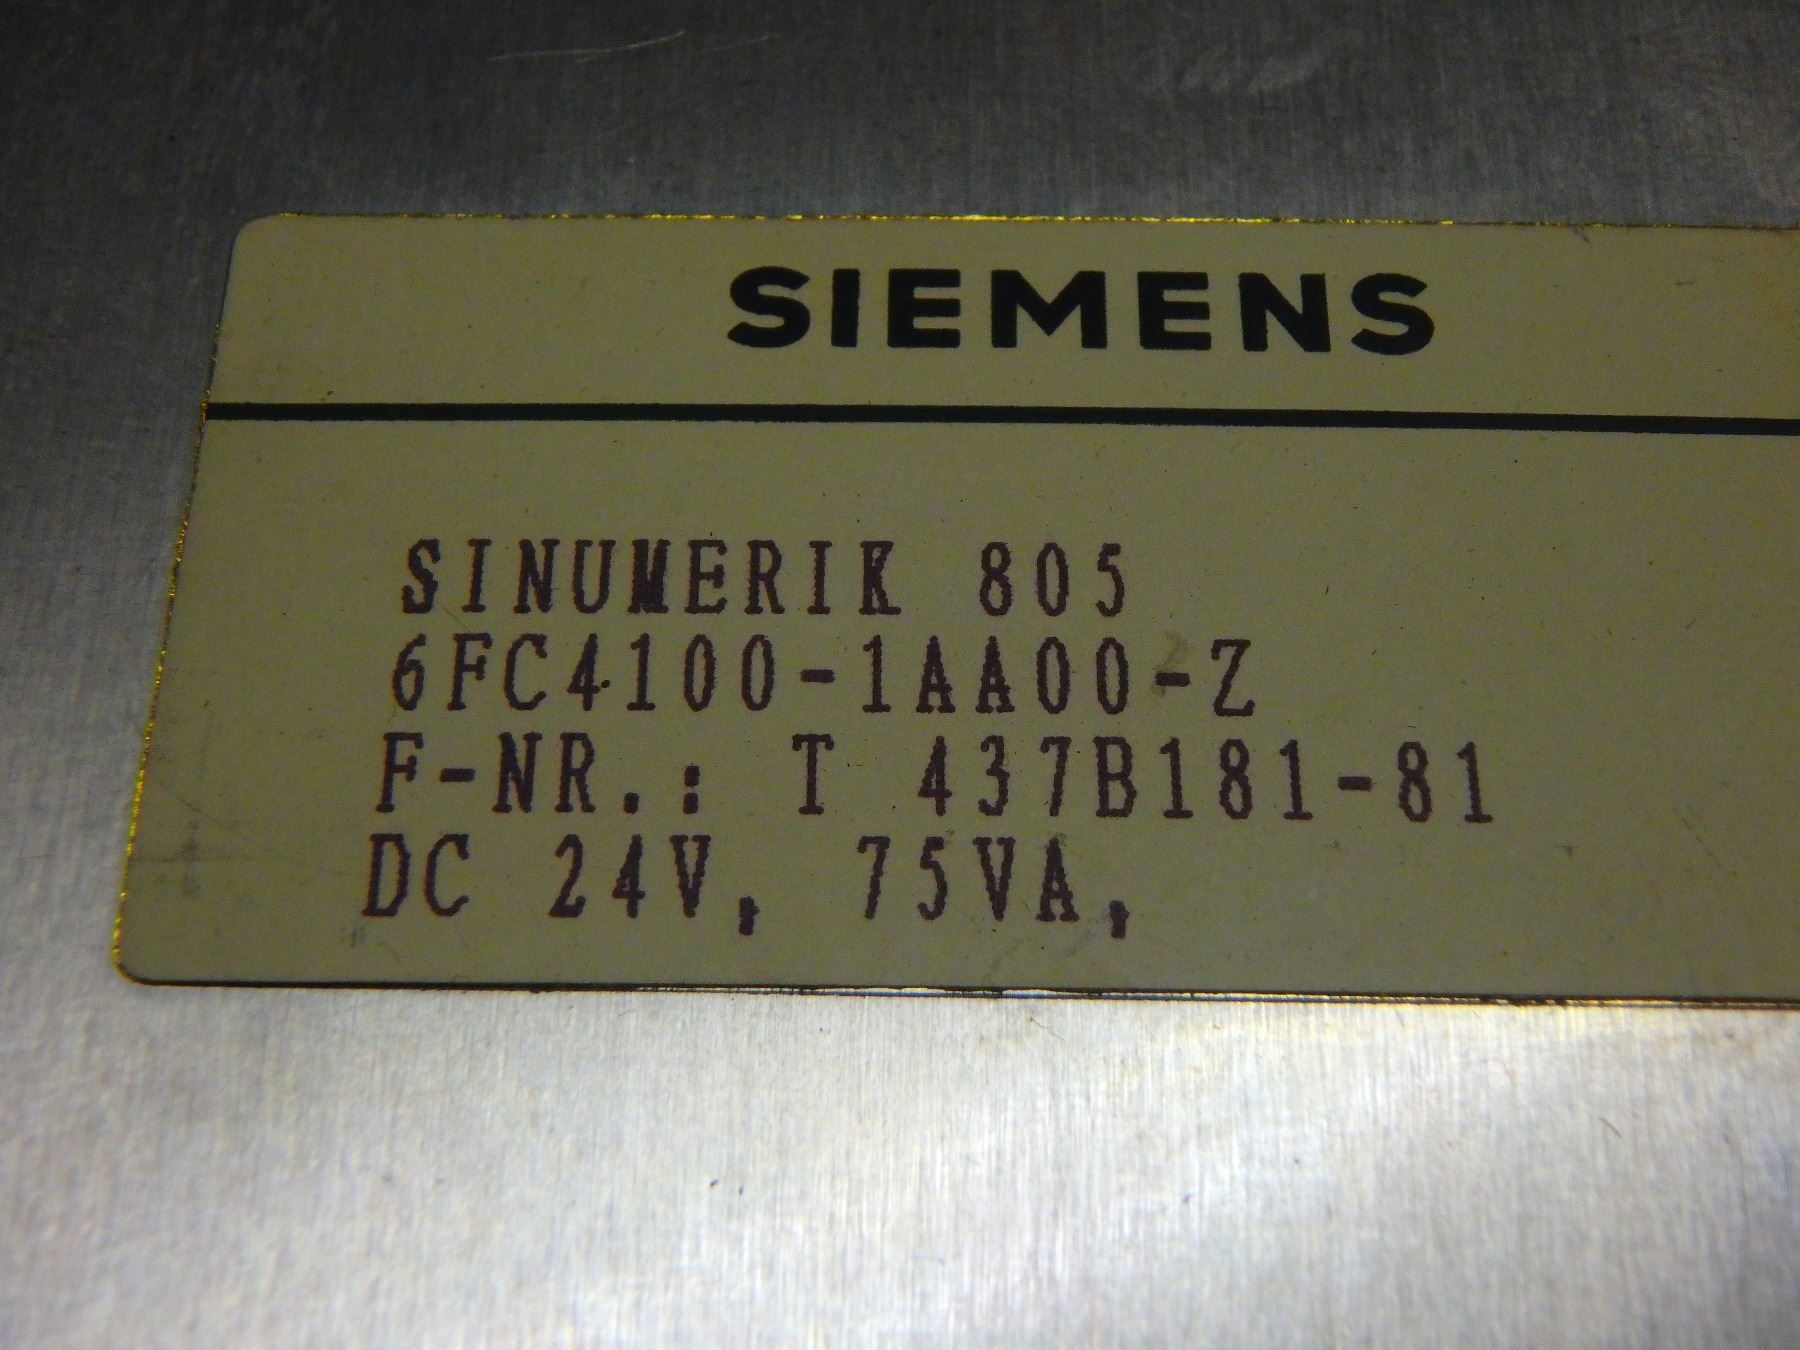 SIEMENS
SINUMERIK 805
6FC4100-1AA00-Z
F-NR.: T 437B181-81
DC 24V, 75VA,